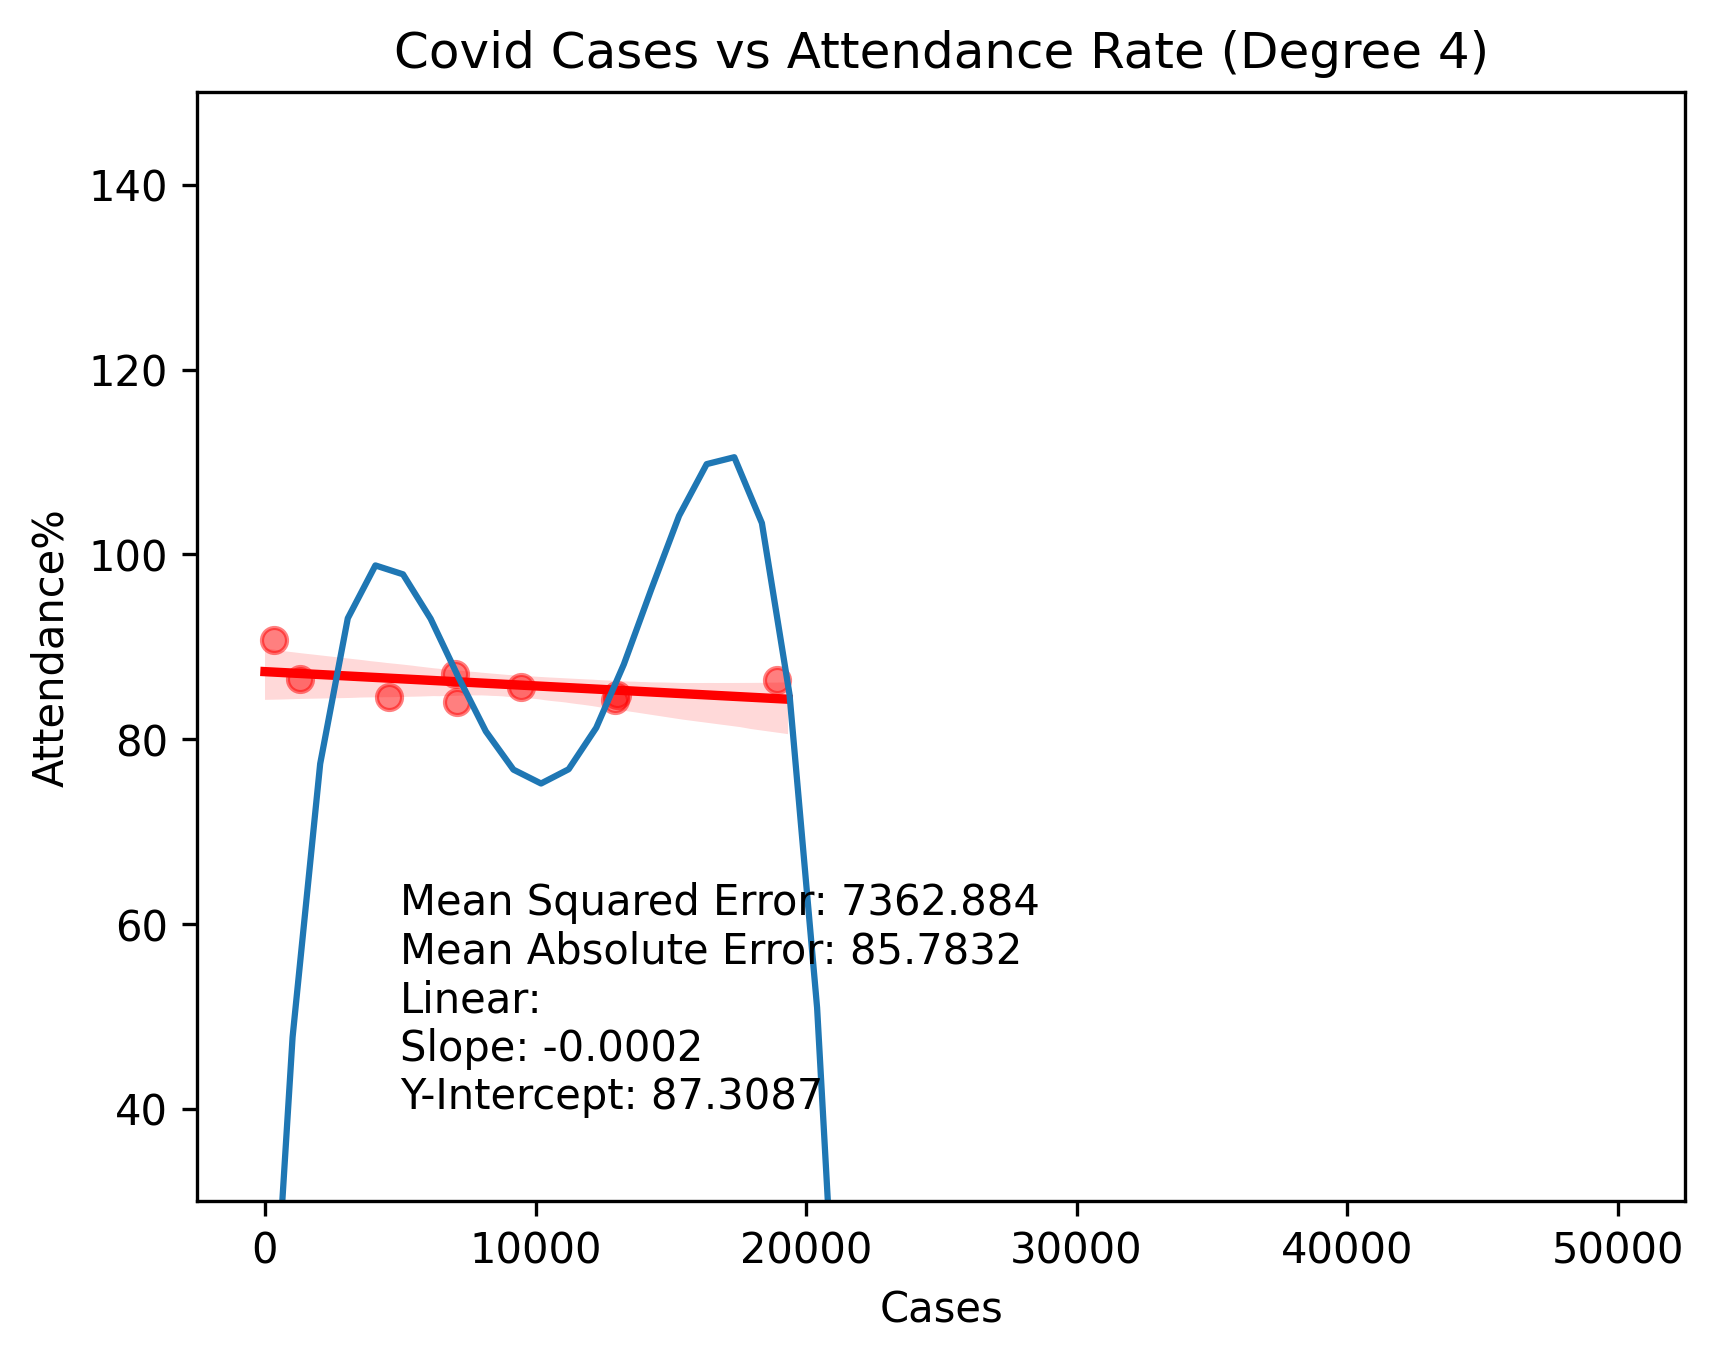 Covid Cases vs Attendance Rate (Degree 4)
140
120
100
80
60
40
Attendance%
Mean Squared Error: 7362.884
Mean Absolute Error: 85.7832
Linear:
Slope: -0.0002
Y-Intercept: 87.3087
0 10000 20000 30000 40000 50000
Cases